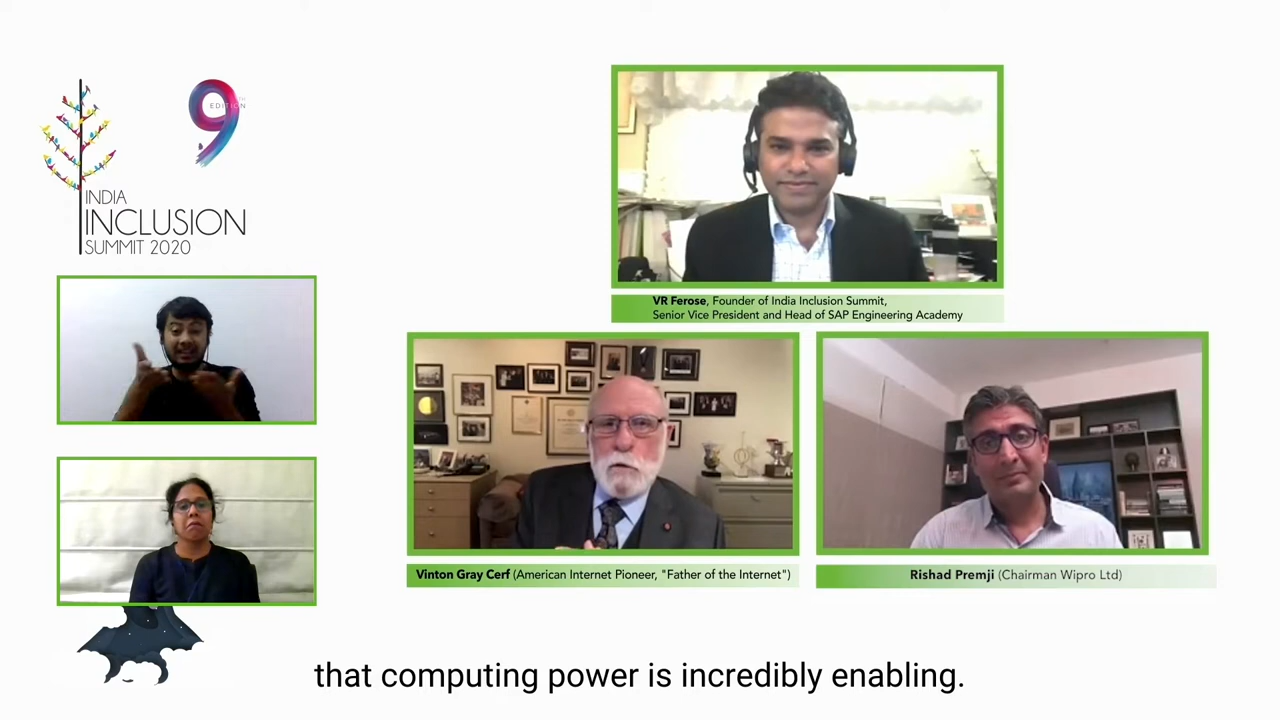 9
TH
EDITION
INDIA
INCLUSION
SUMMIT 2020
VR Ferose, Founder of India Inclusion Summit,
Senior Vice President and Head of SAP Engineering Academy
Vinton Gray Cerf (American Internet Pioneer, "Father of the Internet")
Rishad Premji (Chairman Wipro Ltd)
that computing power is incredibly enabling.